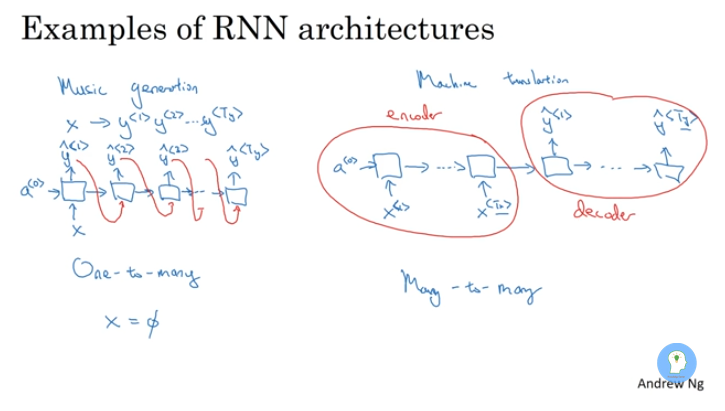 Examples of RNN architectures
Music generation
x → y<1> y<2> ... y<Ty>
ŷ<1> ŷ<2> ŷ<2> ŷ<Ty>
a<0>
x
One-to-many
x = ϕ
Machine translation
encoder
ŷ<1> ŷ<Ty>
a<0>
x<1> x<Tx>
decoder
Many-to-many
Andrew Ng